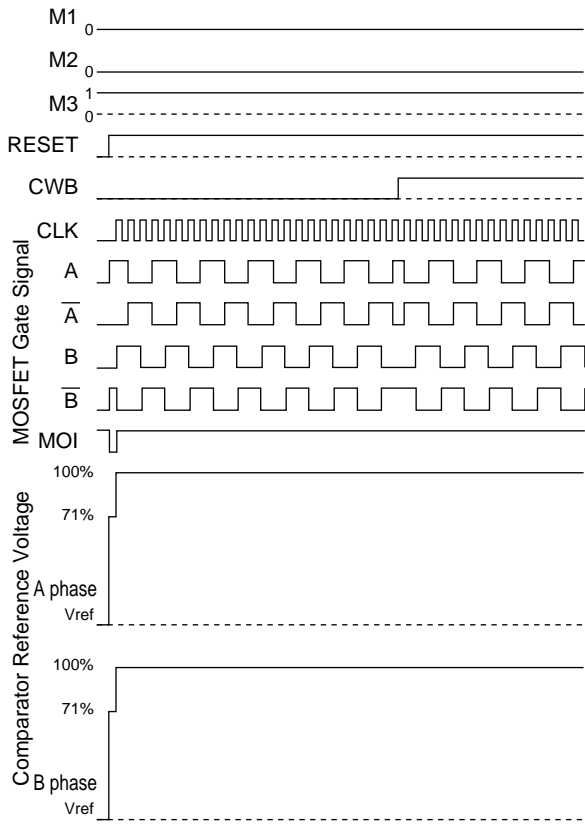 M1 0
M2 0
M3 1
0
RESET
CWB
CLK
MOSFET Gate Signal
A
A̅
B
B̅
MOI
Comparator Reference Voltage
100%
71%
A phase
Vref
100%
71%
B phase
Vref